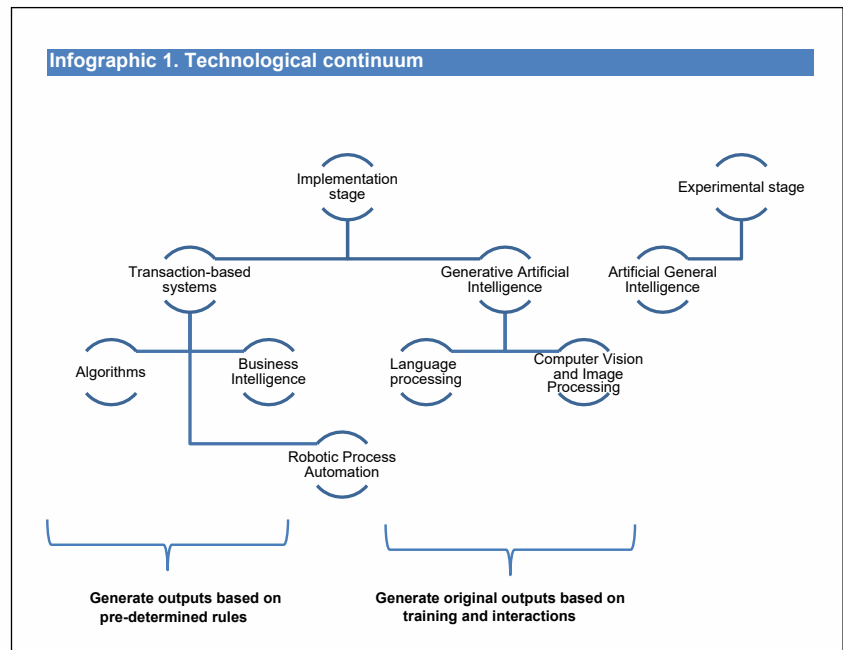 Infographic 1. Technological continuum
Implementation
stage
Experimental stage
Transaction-based
systems
Generative Artificial
Intelligence
Artificial General
Intelligence
Algorithms
Business
Intelligence
Language
processing
Computer Vision
and Image
Processing
Robotic Process
Automation
Generate outputs based on
pre-determined rules
Generate original outputs based on
training and interactions